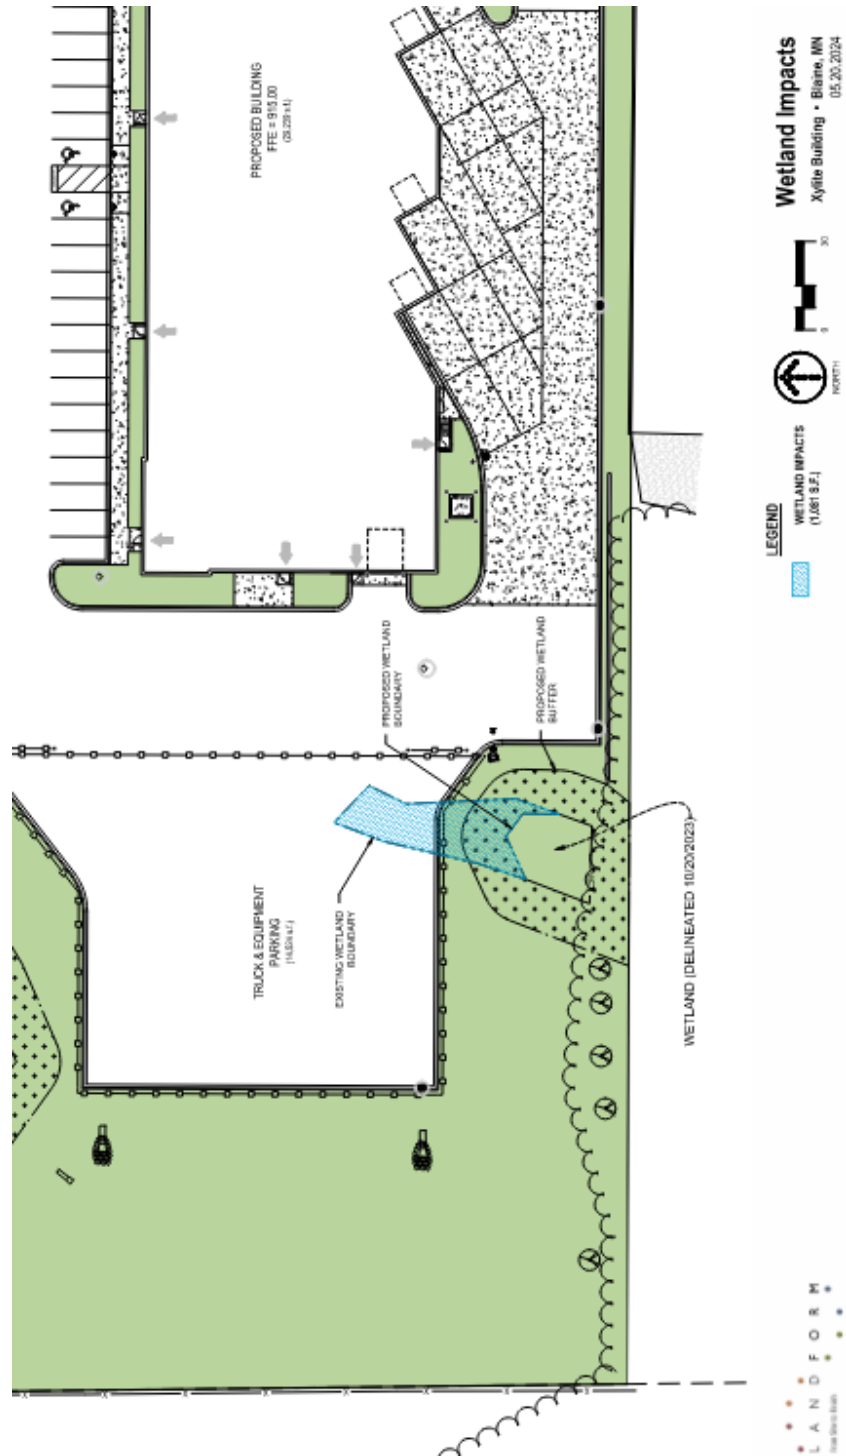 Wetland Impacts
Xylite Building • Blaine, MN
05.20.2024
0
30
NORTH
LEGEND
WETLAND IMPACTS
PROPOSED BUILDING
FFE = 915.00
PROPOSED WETLAND
BOUNDARY
PROPOSED WETLAND
BUFFER
TRUCK & EQUIPMENT
PARKING
EXISTING WETLAND
BOUNDARY
WETLAND (DELINEATED 10/20/2023)
LANDFORM